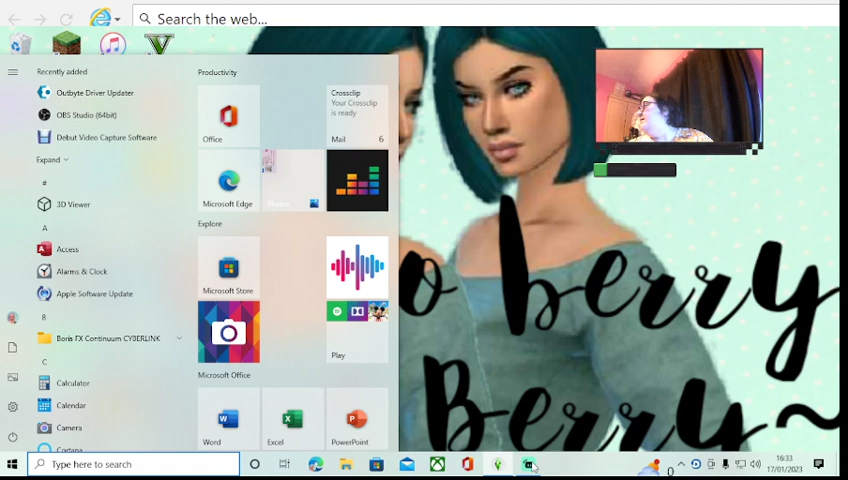 Search the web...
Recently added
Outbyte Driver Updater
OBS Studio (64bit)
Debut Video Capture Software
Expand
#
3D Viewer
A
Access
Alarms & Clock
Apple Software Update
B
Boris FX Continuum CYBERLINK
C
Calculator
Calendar
Camera
Cortana
Productivity
Office
Crossclip
Your Crossclip
is ready
Mail 6
Microsoft Edge
Photos
Explore
Microsoft Store
Play
Microsoft Office
Word
Excel
PowerPoint
o berry
Berry~
Type here to search
0
16:33
17/01/2023